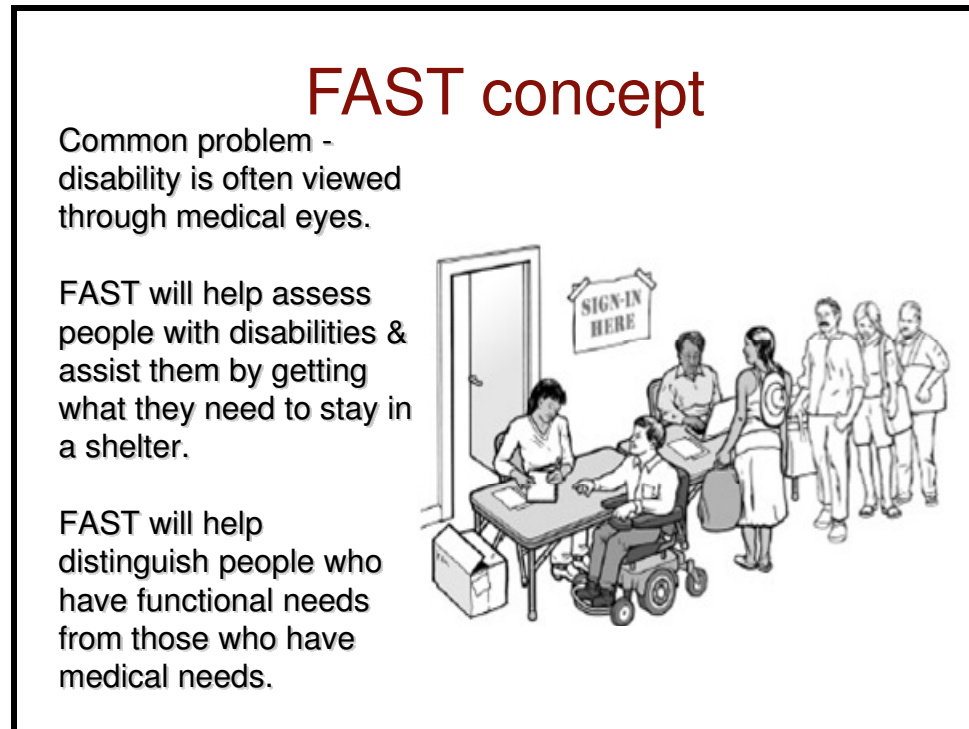 FAST concept
Common problem -
disability is often viewed
through medical eyes.
FAST will help assess
people with disabilities &
assist them by getting
what they need to stay in
a shelter.
FAST will help
distinguish people who
have functional needs
from those who have
medical needs.
SIGN-IN
HERE